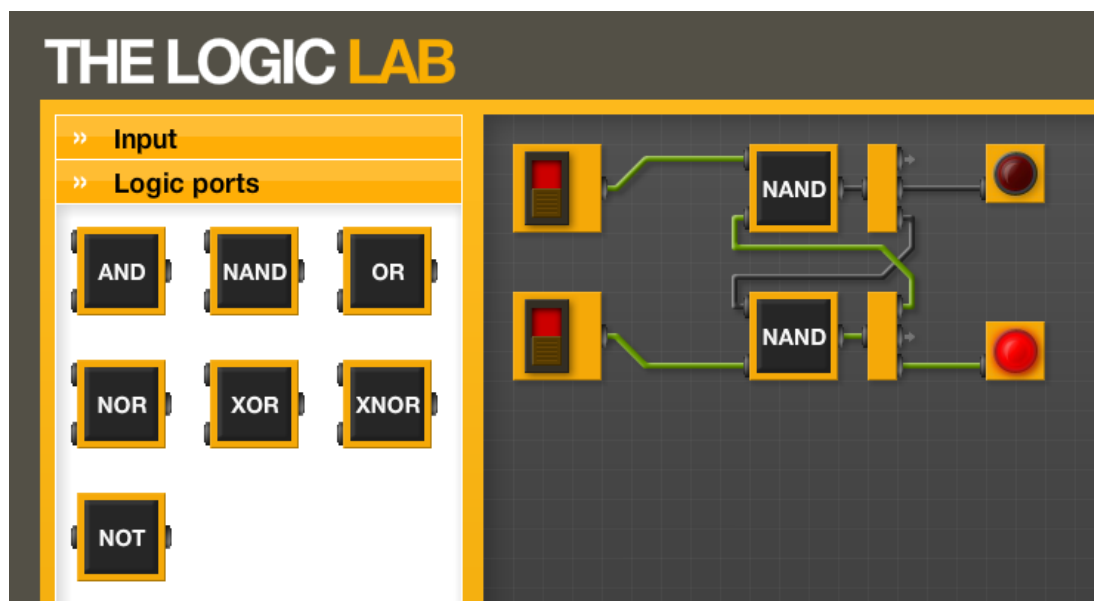 THE LOGIC LAB
» Input
» Logic ports
AND NAND OR
NOR XOR XNOR
NOT
NAND
NAND